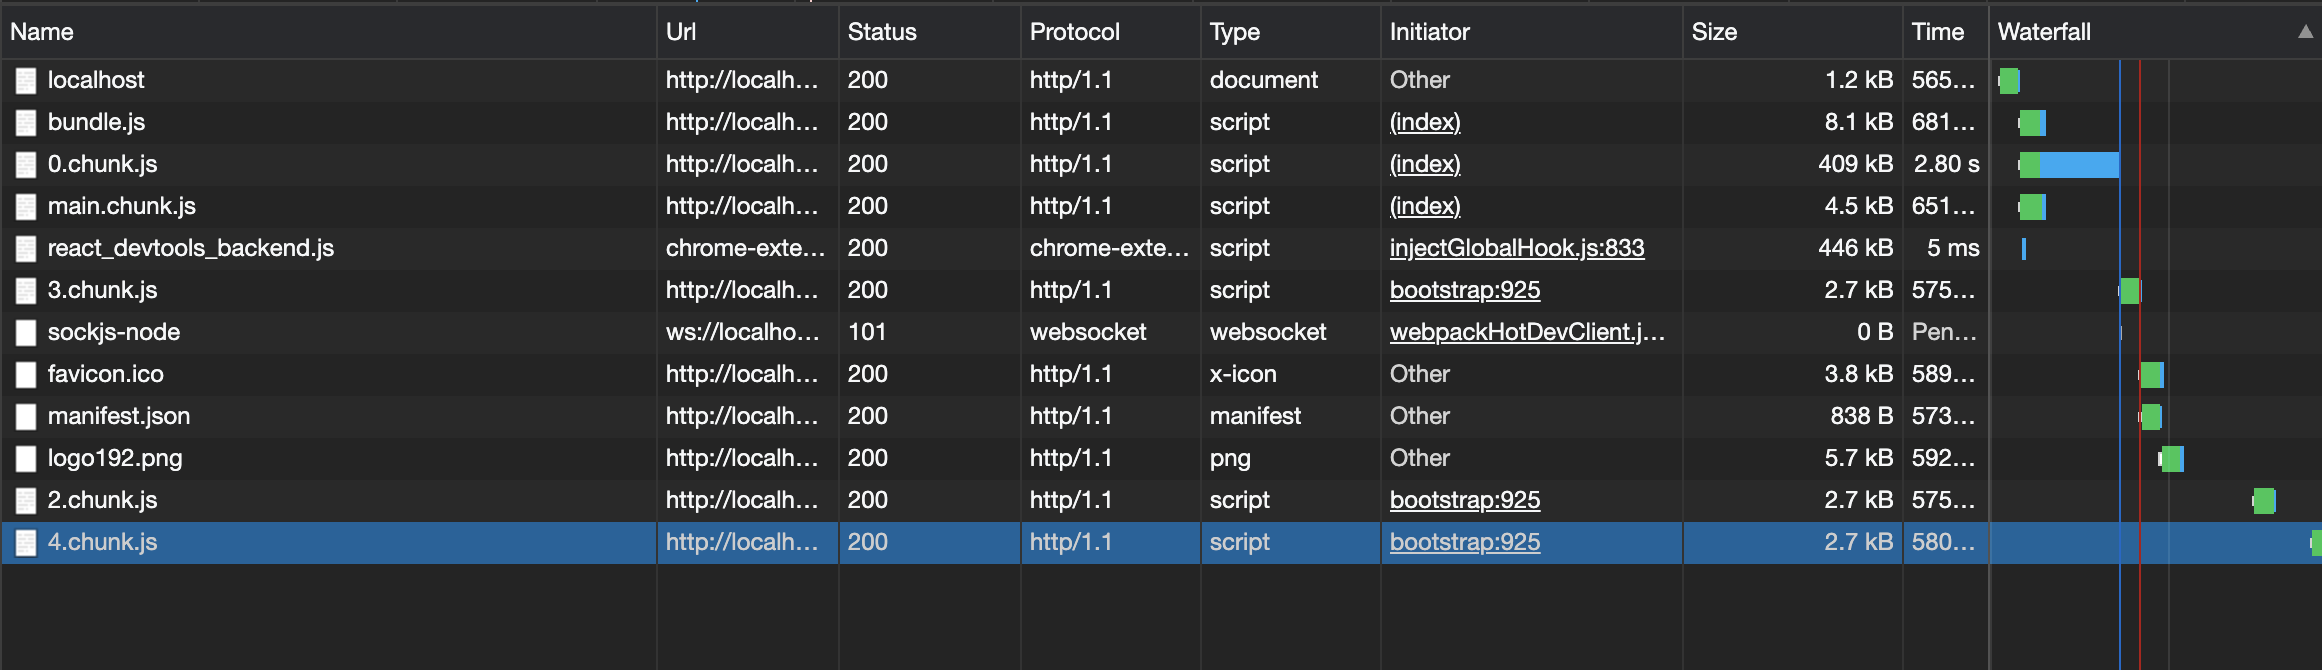 Name Url Status Protocol Type Initiator Size Time Waterfall
localhost http://localh... 200 http/1.1 document Other 1.2 kB 565...
bundle.js http://localh... 200 http/1.1 script (index) 8.1 kB 681...
0.chunk.js http://localh... 200 http/1.1 script (index) 409 kB 2.80 s
main.chunk.js http://localh... 200 http/1.1 script (index) 4.5 kB 651...
react_devtools_backend.js chrome-exte... 200 chrome-exte... script injectGlobalHook.js:833 446 kB 5 ms
3.chunk.js http://localh... 200 http/1.1 script bootstrap:925 2.7 kB 575...
sockjs-node ws://localho... 101 websocket websocket webpackHotDevClient.j... 0 B Pen...
favicon.ico http://localh... 200 http/1.1 x-icon Other 3.8 kB 589...
manifest.json http://localh... 200 http/1.1 manifest Other 838 B 573...
logo192.png http://localh... 200 http/1.1 png Other 5.7 kB 592...
2.chunk.js http://localh... 200 http/1.1 script bootstrap:925 2.7 kB 575...
4.chunk.js http://localh... 200 http/1.1 script bootstrap:925 2.7 kB 580...